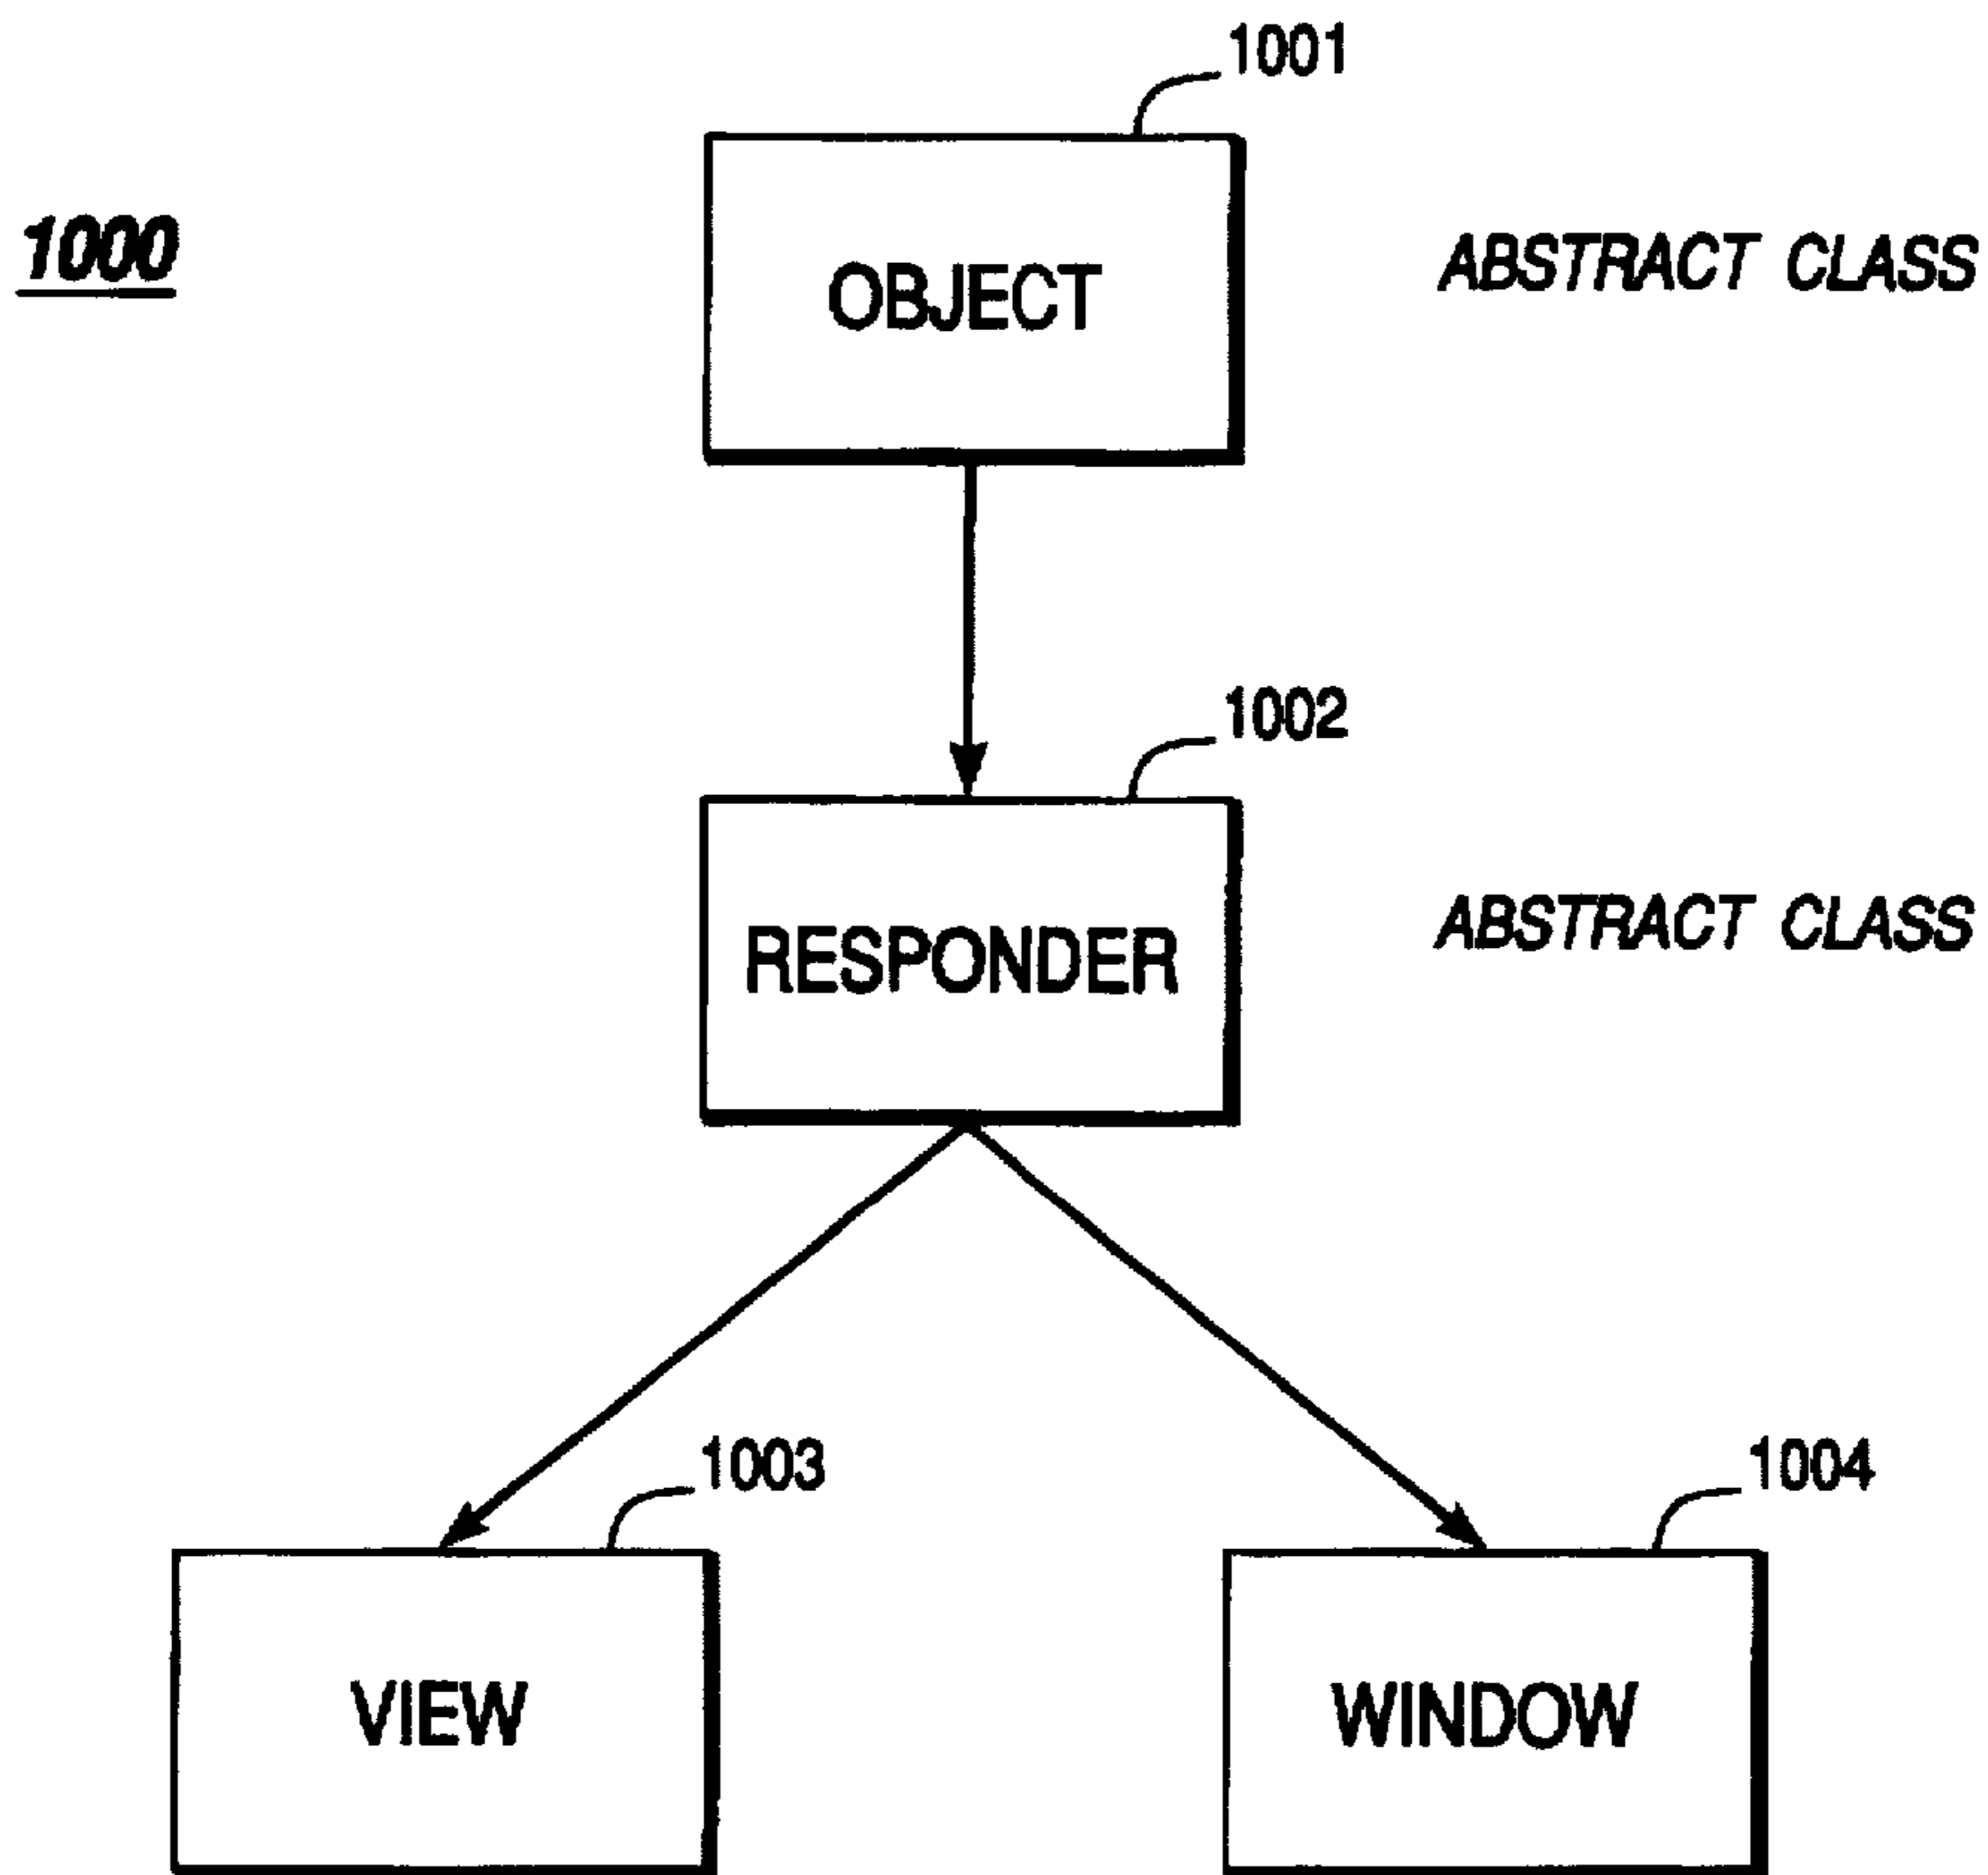 1001
1000
OBJECT
ABSTRACT CLASS
1002
RESPONDER
ABSTRACT CLASS
1003
1004
VIEW
WINDOW